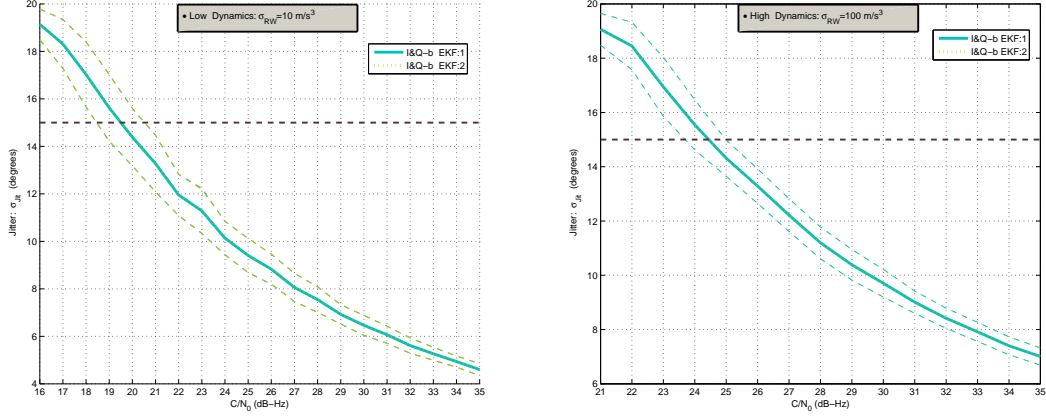 • Low Dynamics: σRW=10 m/s³
I&Q−b EKF:1
I&Q−b EKF:2
20
18
16
14
12
10
8
6
4
Jitter: σJit (degrees)
16 17 18 19 20 21 22 23 24 25 26 27 28 29 30 31 32 33 34 35
C/N0 (dB−Hz)
• High Dynamics: σRW=100 m/s³
I&Q−b EKF:1
I&Q−b EKF:2
20
18
16
14
12
10
8
6
Jitter: σJit (degrees)
21 22 23 24 25 26 27 28 29 30 31 32 33 34 35
C/N0 (dB−Hz)